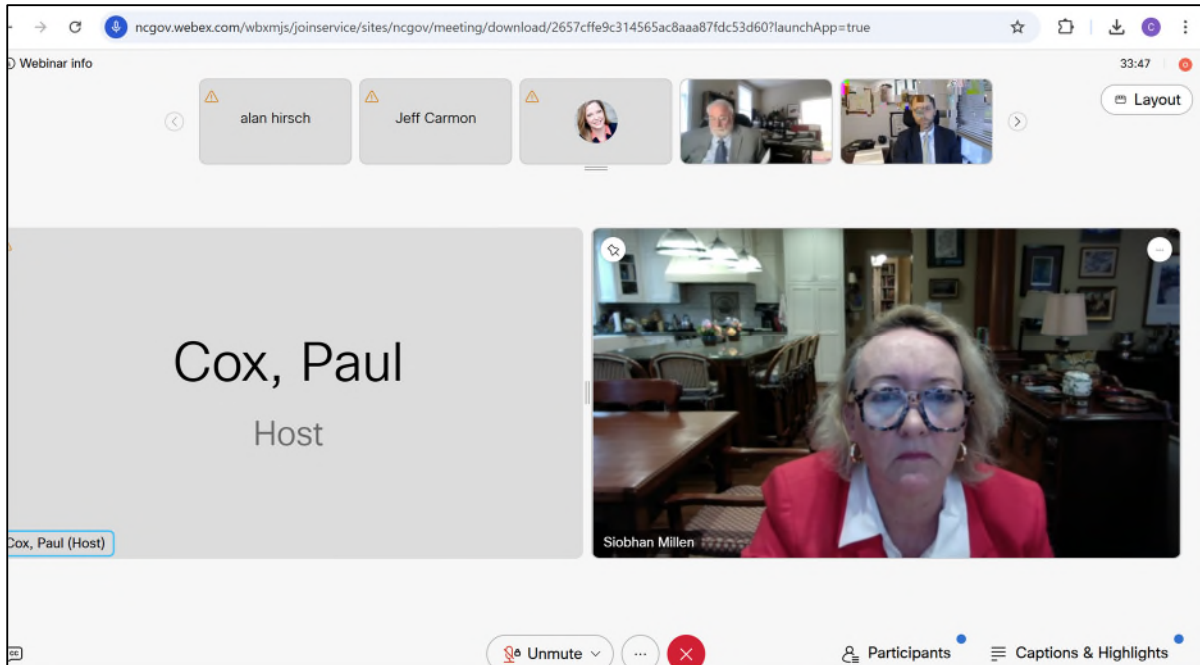 ncgov.webex.com/wbxmjs/joinservice/sites/ncgov/meeting/download/2657cffe9c314565ac8aaa87fdc53d60?launchApp=true
C
Webinar info
33:47
alan hirsch
Jeff Carmon
Layout
Cox, Paul
Host
Cox, Paul (Host)
Siobhan Millen
Unmute
Participants
Captions & Highlights